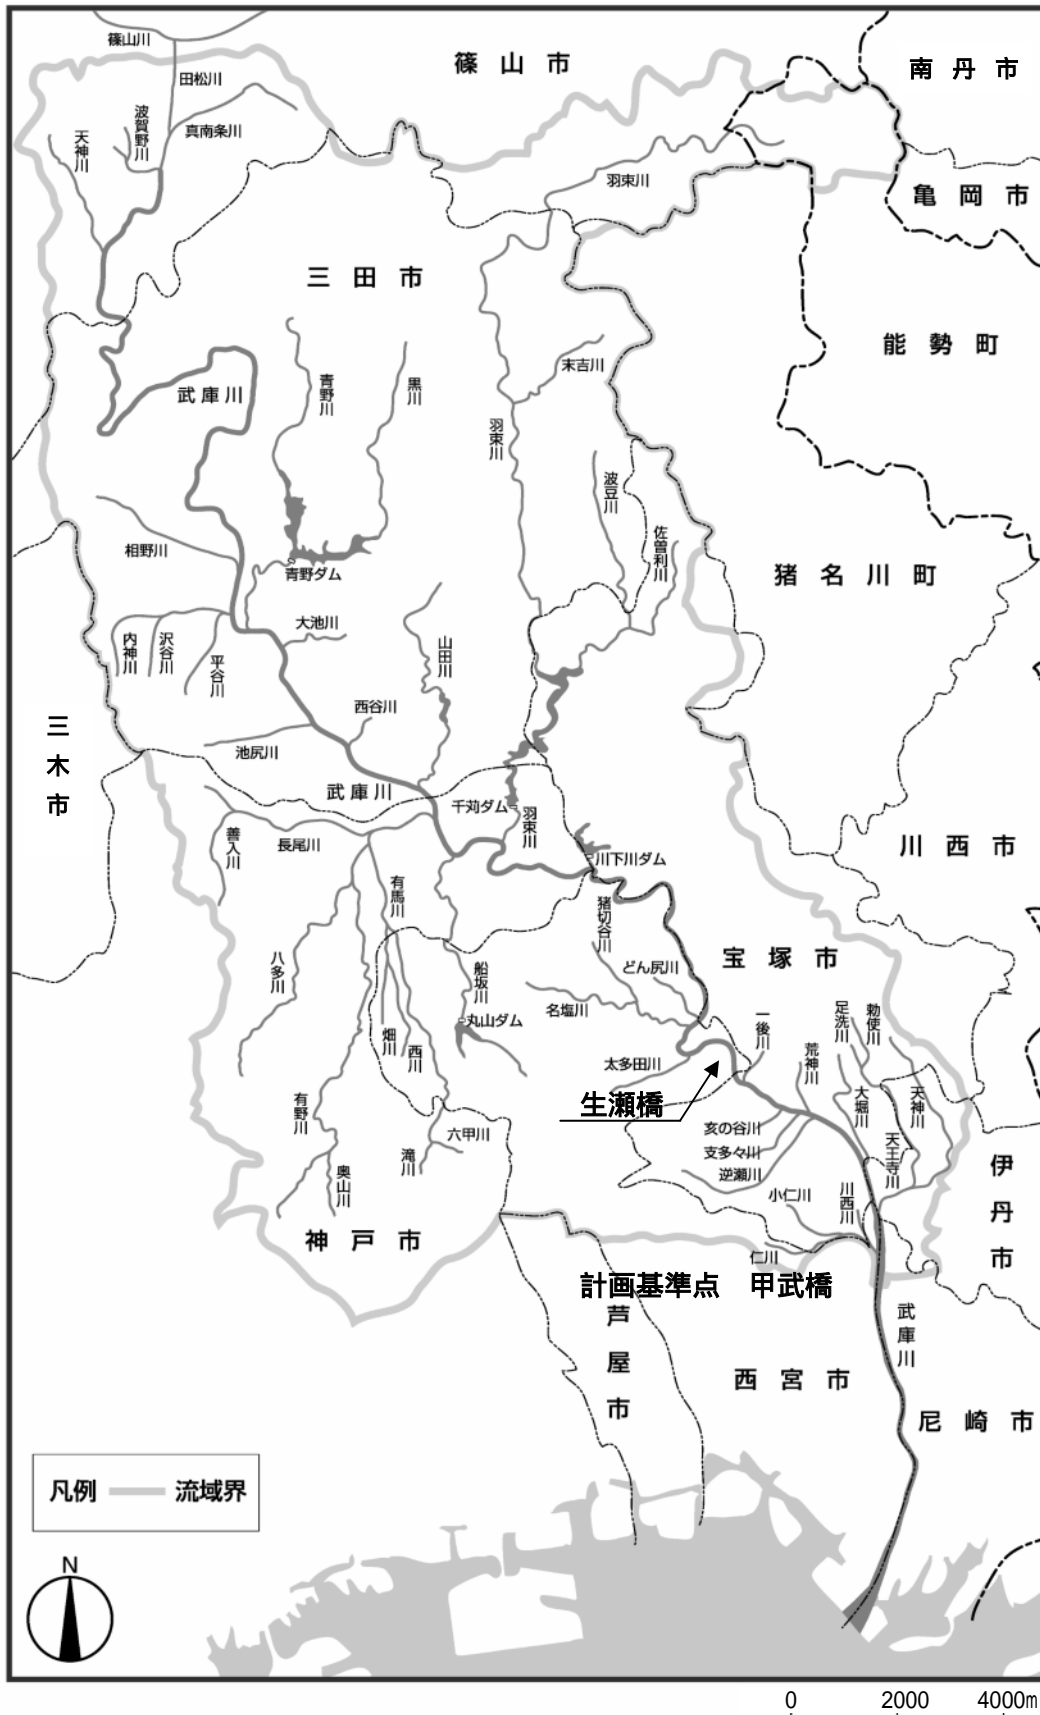 篠山川
篠山市
南丹市
田松川
波賀野川
天神川
真南条川
羽束川
亀岡市
三田市
能勢町
末吉川
武庫川
青野川
黒川
羽束川
波豆川
佐曽利川
相野川
青野ダム
猪名川町
大池川
内神川
沢谷川
平谷川
山田川
三木市
西谷川
池尻川
武庫川
千苅ダム
羽束川
善入川
長尾川
川下川ダム
川西市
有馬川
猪切谷川
宝塚市
八多川
船坂川
どん尻川
名塩川
丸山ダム
畑川
西川
一後川
足洗川
勅使川
荒神川
太多田川
生瀬橋
大堀川
天神川
有野川
六甲川
滝川
亥の谷川
支多々川
逆瀬川
天王寺川
伊丹市
奥山川
小仁川
川西川
神戸市
仁川
計画基準点 甲武橋
芦屋市
武庫川
西宮市
尼崎市
凡例 流域界
N
0 2000 4000m